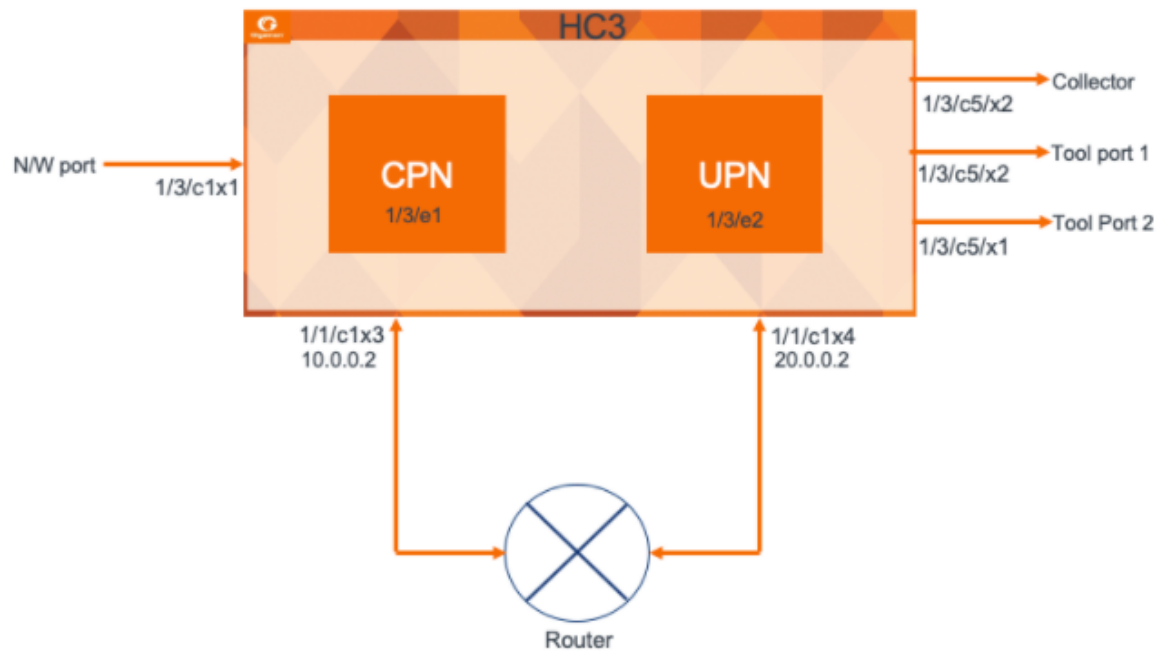 Gigamon
HC3
N/W port
1/3/c1x1
CPN
1/3/e1
UPN
1/3/e2
Collector
1/3/c5/x2
Tool port 1
1/3/c5/x2
Tool Port 2
1/3/c5/x1
1/1/c1x3
10.0.0.2
1/1/c1x4
20.0.0.2
Router